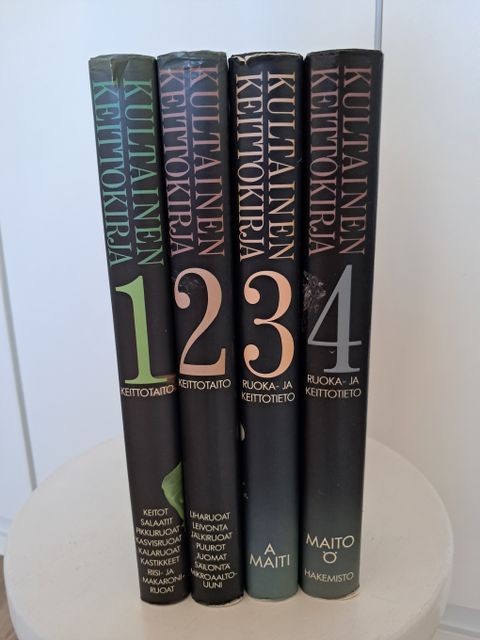 KULTAINEN
KEITTOKIRJA
1
KEITTOTAITO
KEITOT
SALAATIT
PIKKURUOAT
KASVISRUOAT
KALARUOAT
KASTIKKEET
RIISI- JA
MAKARONI-
RUOAT
KULTAINEN
KEITTOKIRJA
2
KEITTOTAITO
LIHARUOAT
LEIVONTA
JÄLKIRUOAT
PUUROT
JUOMAT
SÄILÖNTÄ
MIKROAALTO-
UUNI
KULTAINEN
KEITTOKIRJA
3
RUOKA- JA
KEITTOTIETO
A
MAITI
KULTAINEN
KEITTOKIRJA
4
RUOKA- JA
KEITTOTIETO
MAITO
Ö
HAKEMISTO